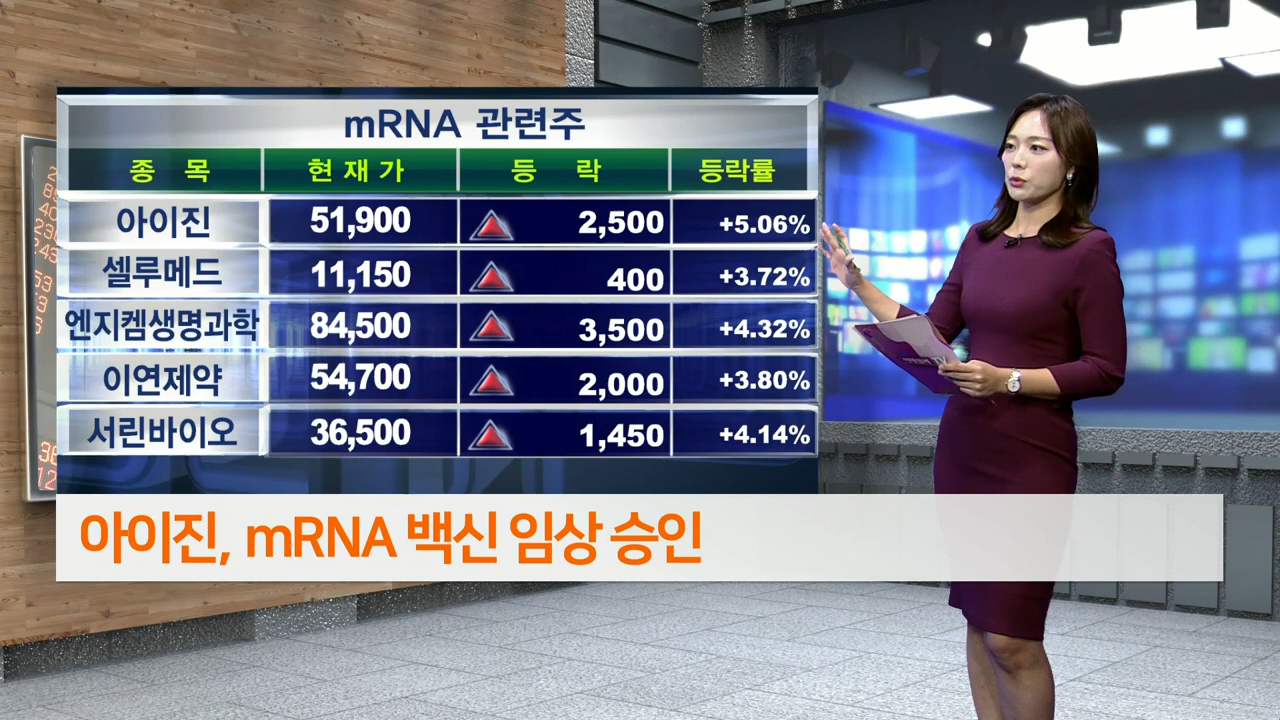 mRNA 관련주
종 목 현 재 가 등 락 등락률
아이진 51,900 ▲ 2,500 +5.06%
셀루메드 11,150 ▲ 400 +3.72%
엔지켐생명과학 84,500 ▲ 3,500 +4.32%
이연제약 54,700 ▲ 2,000 +3.80%
서린바이오 36,500 ▲ 1,450 +4.14%
아이진, mRNA 백신 임상 승인